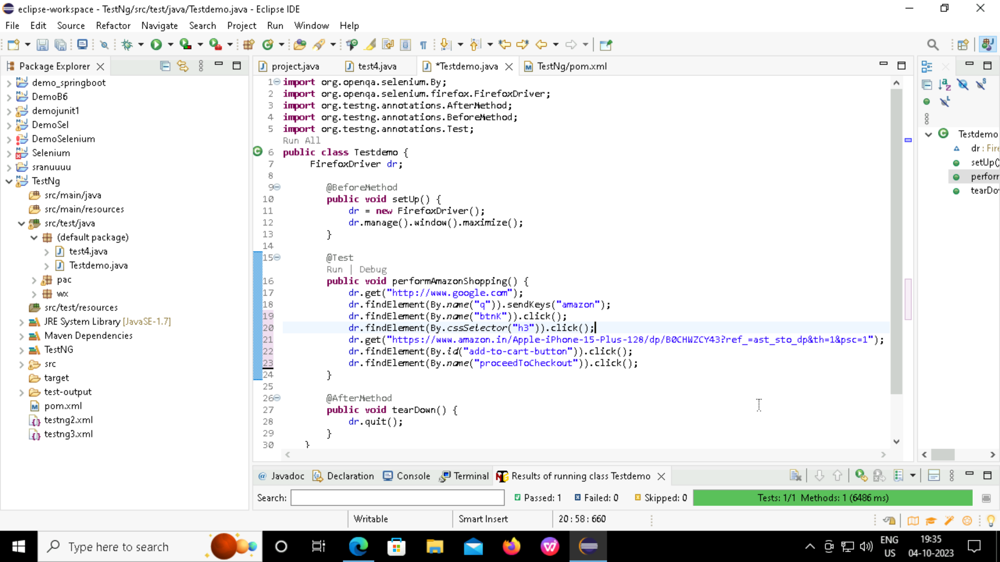 eclipse-workspace - TestNg/src/test/java/Testdemo.java - Eclipse IDE
File Edit Source Refactor Navigate Search Project Run Window Help
Package Explorer
demo_springboot
DemoB6
demojunit1
DemoSel
DemoSelenium
Selenium
sranuuuu
TestNg
src/main/java
src/main/resources
src/test/java
(default package)
test4.java
Testdemo.java
pac
wx
src/test/resources
JRE System Library [JavaSE-1.7]
Maven Dependencies
TestNG
src
target
test-output
pom.xml
testng2.xml
testng3.xml
project.java test4.java *Testdemo.java TestNg/pom.xml
1 import org.openqa.selenium.By;
2 import org.openqa.selenium.firefox.FirefoxDriver;
3 import org.testng.annotations.AfterMethod;
4 import org.testng.annotations.BeforeMethod;
5 import org.testng.annotations.Test;
Run All
6 public class Testdemo {
7 FirefoxDriver dr;
8
9 @BeforeMethod
10 public void setUp() {
11 dr = new FirefoxDriver();
12 dr.manage().window().maximize();
13 }
14
15 @Test
Run | Debug
16 public void performAmazonShopping() {
17 dr.get("http://www.google.com");
18 dr.findElement(By.name("q")).sendKeys("amazon");
19 dr.findElement(By.name("btnK")).click();
20 dr.findElement(By.cssSelector("h3")).click();
21 dr.get("https://www.amazon.in/Apple-iPhone-15-Plus-128/dp/B0CHWZCY43?ref_=ast_sto_dp&th=1&psc=1");
22 dr.findElement(By.id("add-to-cart-button")).click();
23 dr.findElement(By.name("proceedToCheckout")).click();
24 }
25
26 @AfterMethod
27 public void tearDown() {
28 dr.quit();
29 }
30 }
Testdemo
dr : Fire
setUp()
perforr
tearDo
@ Javadoc Declaration Console Terminal Results of running class Testdemo
Search: Passed: 1 Failed: 0 Skipped: 0 Tests: 1/1 Methods: 1 (6486 ms)
Writable Smart Insert 20 : 58 : 660
Type here to search
ENG
US
19:35
04-10-2023